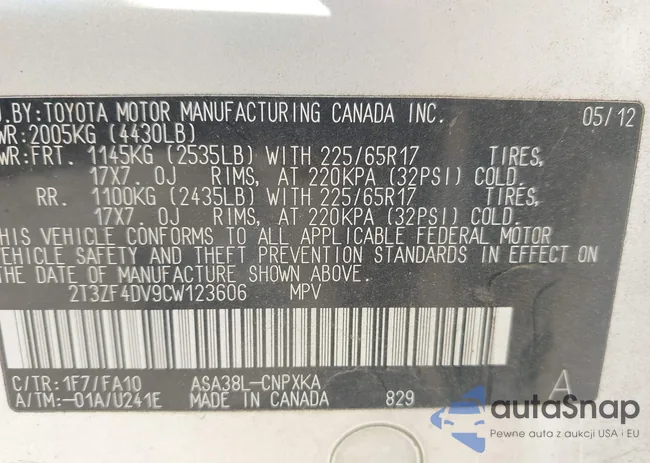 D.BY:TOYOTA MOTOR MANUFACTURING CANADA INC. 05/12
WR:2005KG (4430LB)
WR:FRT. 1145KG (2535LB) WITH 225/65R17 TIRES,
17X7.0J RIMS, AT 220KPA (32PSI) COLD.
RR. 1100KG (2435LB) WITH 225/65R17 TIRES,
17X7.0J RIMS, AT 220KPA (32PSI) COLD.
THIS VEHICLE CONFORMS TO ALL APPLICABLE FEDERAL MOTOR
VEHICLE SAFETY AND THEFT PREVENTION STANDARDS IN EFFECT ON
THE DATE OF MANUFACTURE SHOWN ABOVE.
2T3ZF4DV9CW123606 MPV
C/TR:1F7/FA10 ASA38L-CNPXKA A
A/TM:-01A/U241E MADE IN CANADA 829
autaSnap
Pewne auta z aukcji USA i EU